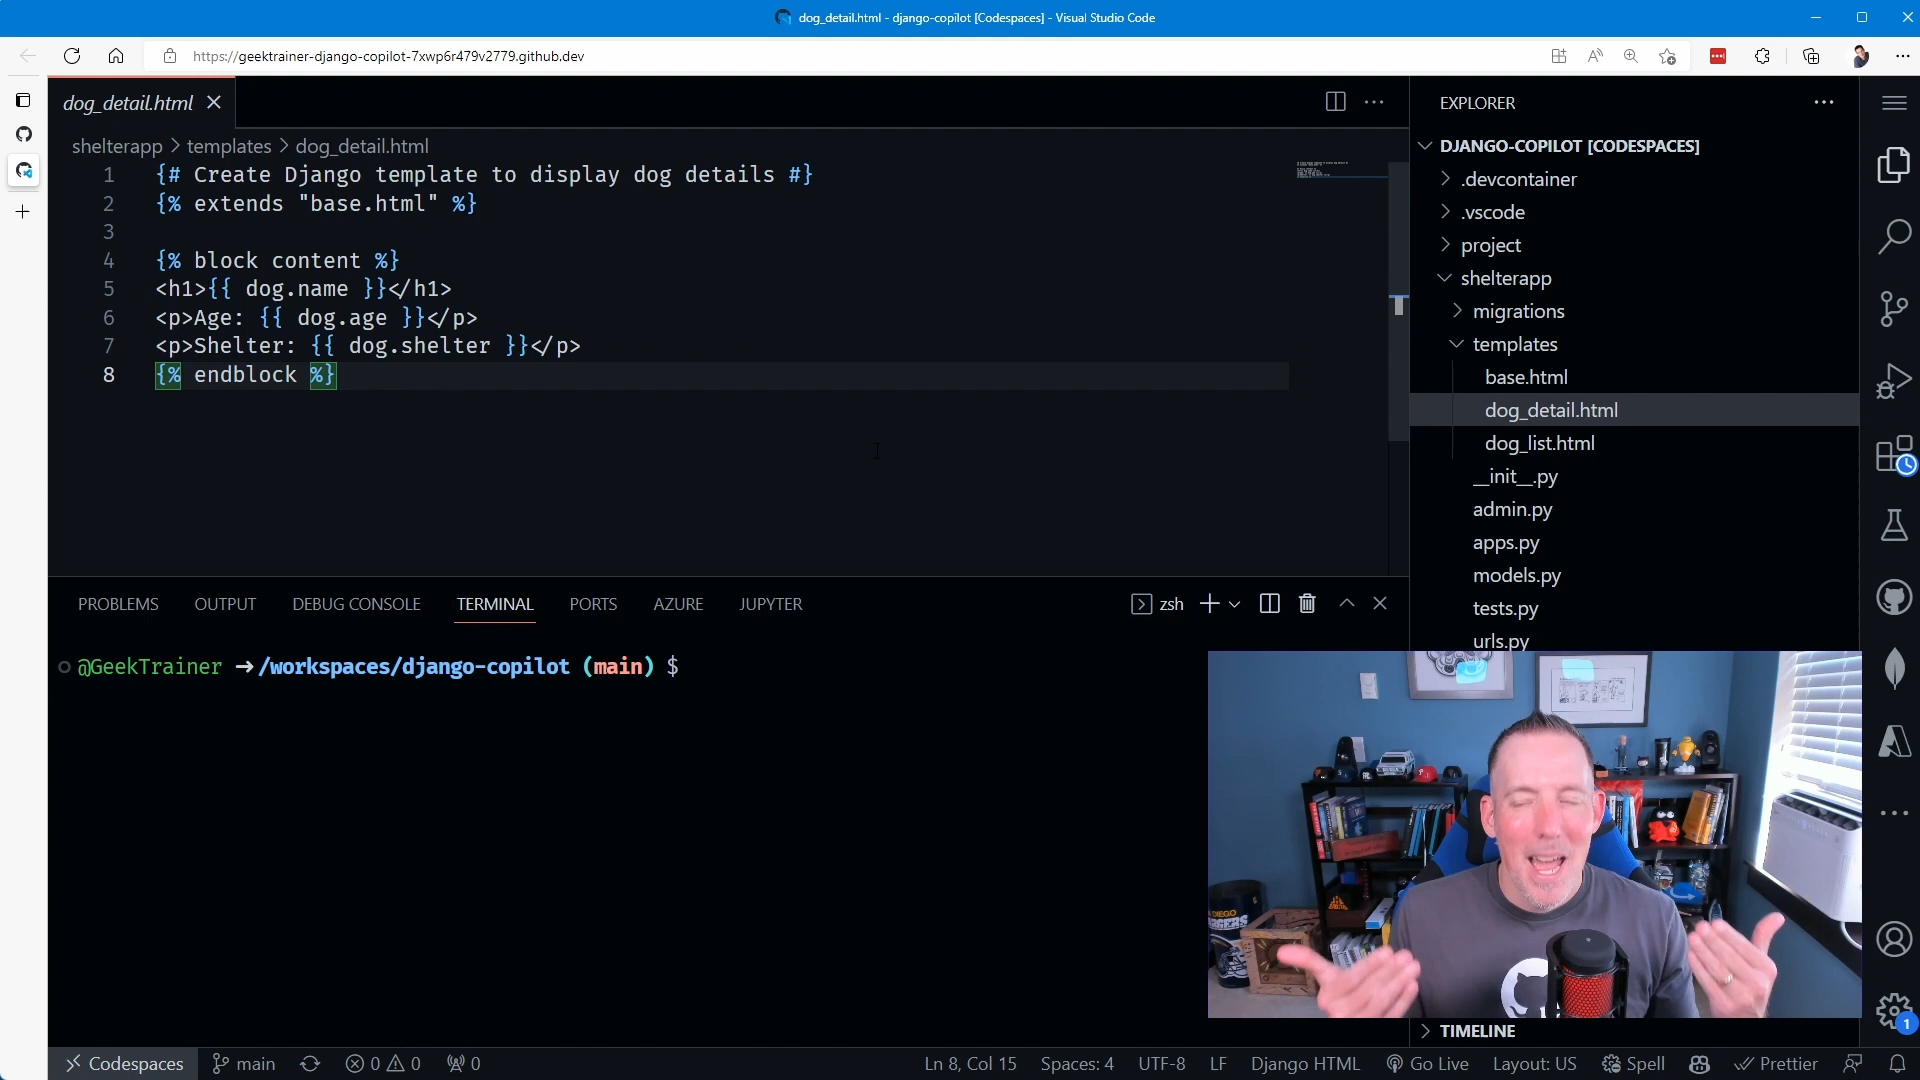 dog_detail.html - django-copilot [Codespaces] - Visual Studio Code
https://geektrainer-django-copilot-7xwp6r479v2779.github.dev
dog_detail.html
shelterapp > templates > dog_detail.html
1 {# Create Django template to display dog details #}
2 {% extends "base.html" %}
3
4 {% block content %}
5 <h1>{{ dog.name }}</h1>
6 <p>Age: {{ dog.age }}</p>
7 <p>Shelter: {{ dog.shelter }}</p>
8 {% endblock %}
EXPLORER
DJANGO-COPILOT [CODESPACES]
> .devcontainer
> .vscode
> project
shelterapp
> migrations
templates
base.html
dog_detail.html
dog_list.html
__init__.py
admin.py
apps.py
models.py
tests.py
urls.py
PROBLEMS OUTPUT DEBUG CONSOLE TERMINAL PORTS AZURE JUPYTER
zsh
@GeekTrainer ➜ /workspaces/django-copilot (main) $
DIEGO
> TIMELINE
1
Codespaces main 0 0 0
Ln 8, Col 15 Spaces: 4 UTF-8 LF Django HTML Go Live Layout: US Spell Prettier